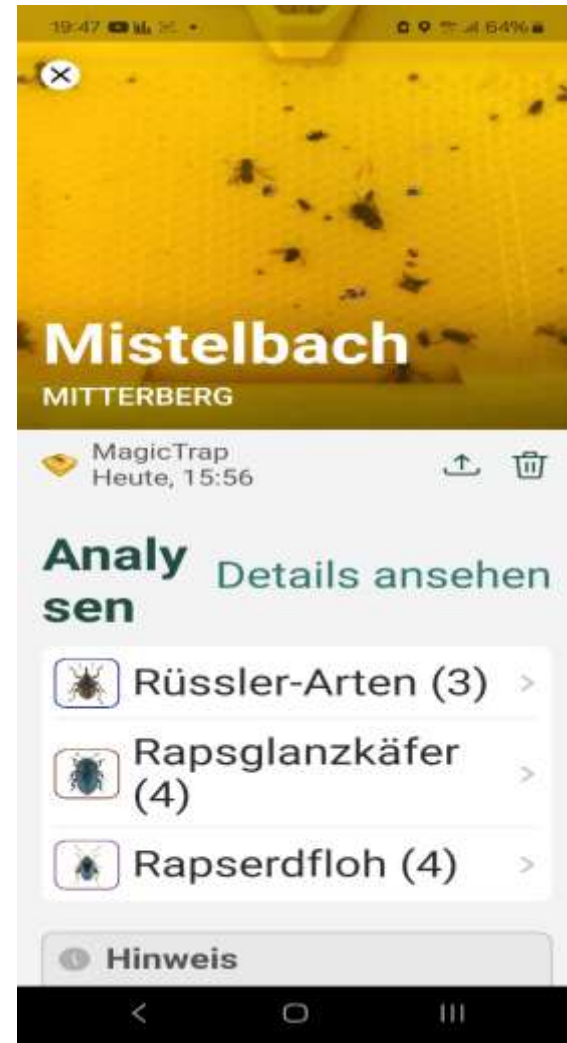 19:47
64%
Mistelbach
MITTERBERG
MagicTrap
Heute, 15:56
Analy
sen
Details ansehen
Rüssler-Arten (3)
Rapsglanzkäfer
(4)
Rapserdfloh (4)
Hinweis